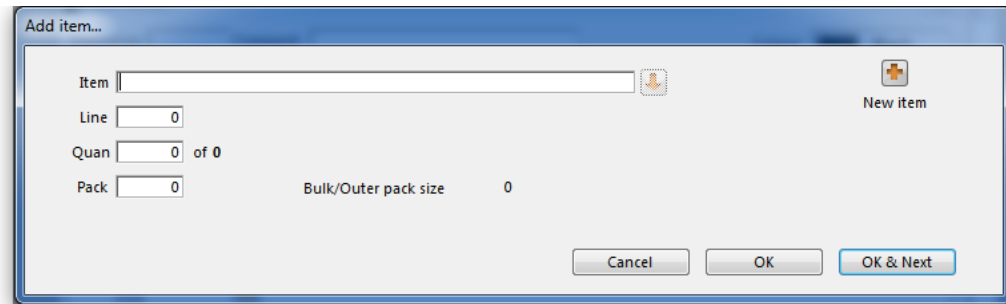 Add item...
Item
New item
Line 0
Quan 0 of 0
Pack 0 Bulk/Outer pack size 0
Cancel OK OK & Next